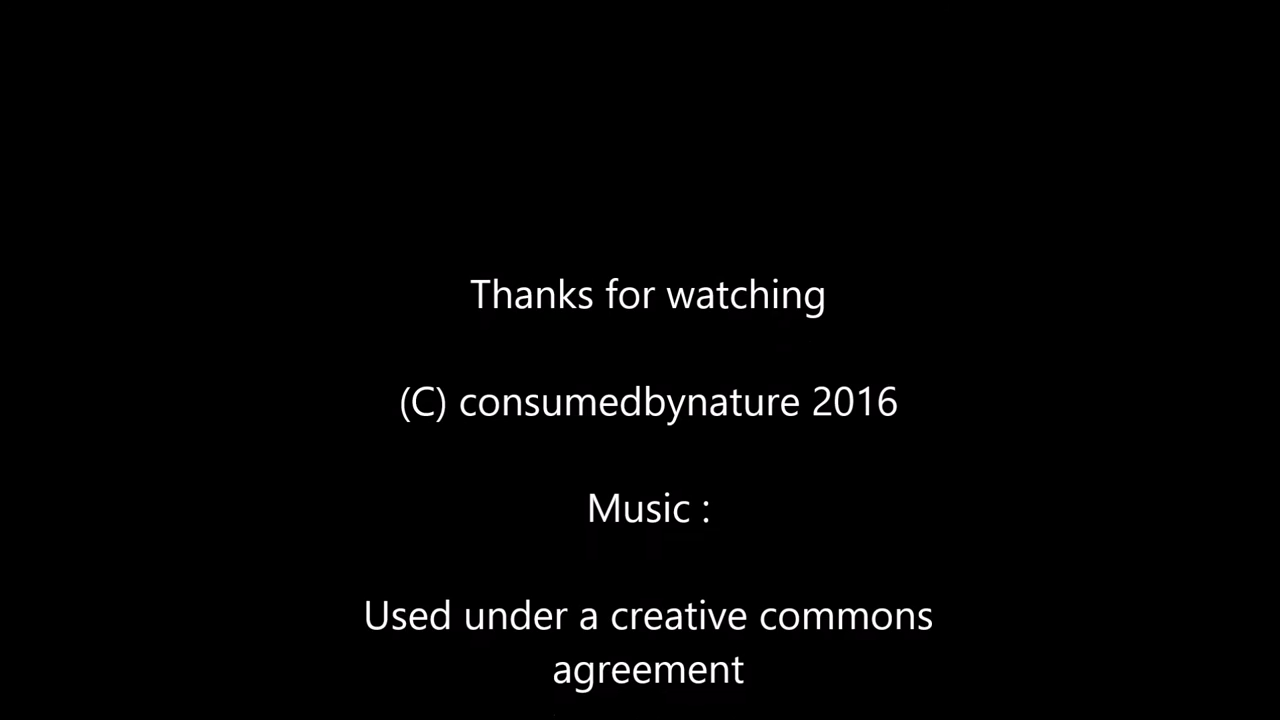 Thanks for watching
(C) consumedbynature 2016
Music :
Used under a creative commons
agreement